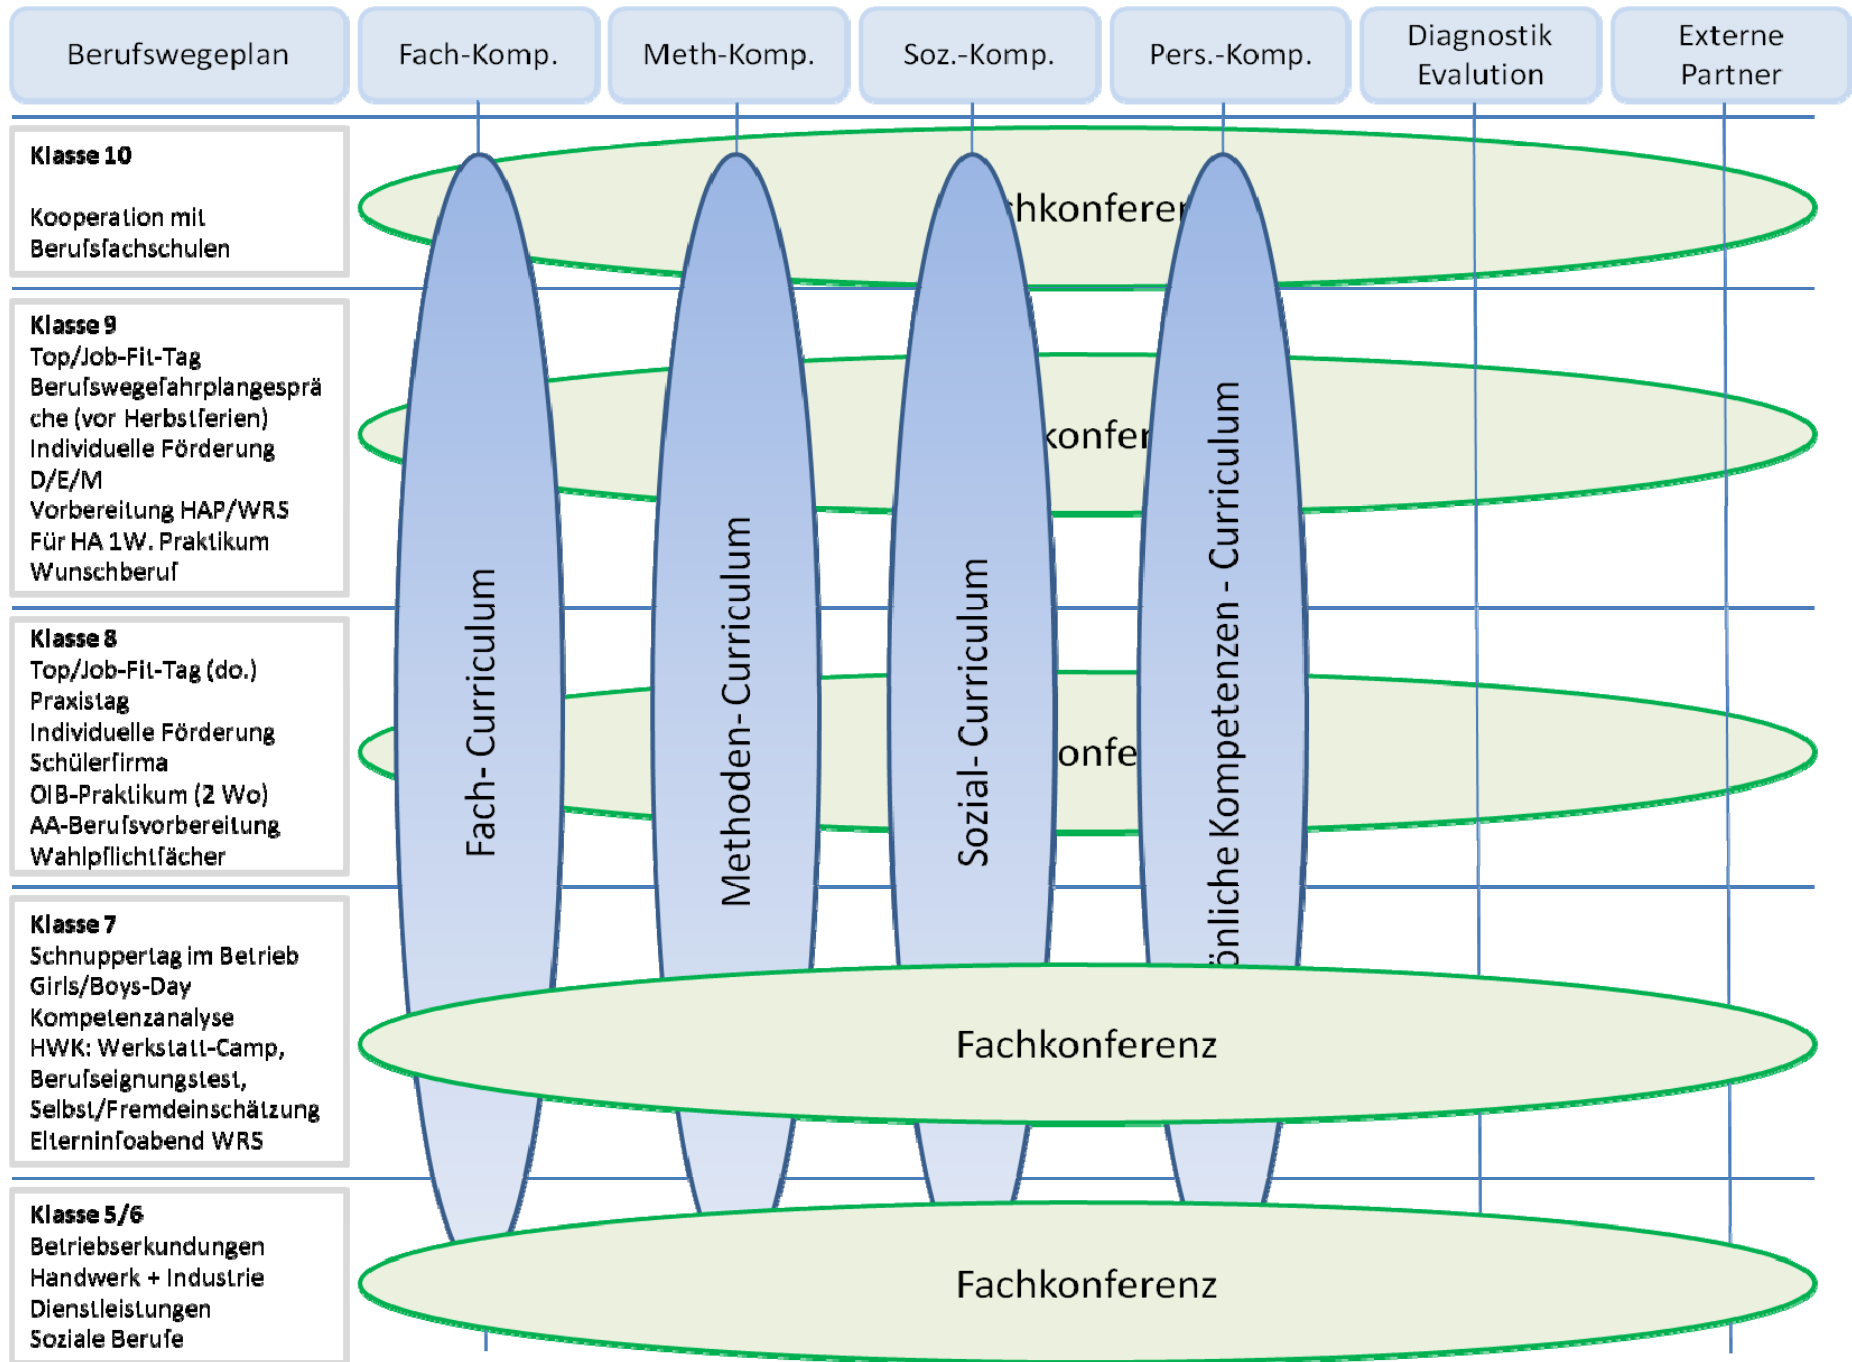 Berufswegeplan
Fach-Komp.
Meth-Komp.
Soz.-Komp.
Pers.-Komp.
Diagnostik
Evalution
Externe
Partner
Klasse 10
Kooperation mit
Berufsfachschulen
hkonferen
Klasse 9
Top/Job-Fit-Tag
Berufswegefahrplangesprä
che (vor Herbstferien)
Individuelle Förderung
D/E/M
Vorbereitung HAP/WRS
Für HA 1W. Praktikum
Wunschberuf
konfer
Klasse 8
Top/Job-Fit-Tag (do.)
Praxistag
Individuelle Förderung
Schülerfirma
OIB-Praktikum (2 Wo)
AA-Berufsvorbereitung
Wahlpflichtfächer
onfe
Fach- Curriculum
Methoden- Curriculum
Sozial- Curriculum
önliche Kompetenzen - Curriculum
Klasse 7
Schnuppertag im Betrieb
Girls/Boys-Day
Kompetenzanalyse
HWK: Werkstatt-Camp,
Berufseignungstest,
Selbst/Fremdeinschätzung
Elterninfoabend WRS
Fachkonferenz
Klasse 5/6
Betriebserkundungen
Handwerk + Industrie
Dienstleistungen
Soziale Berufe
Fachkonferenz